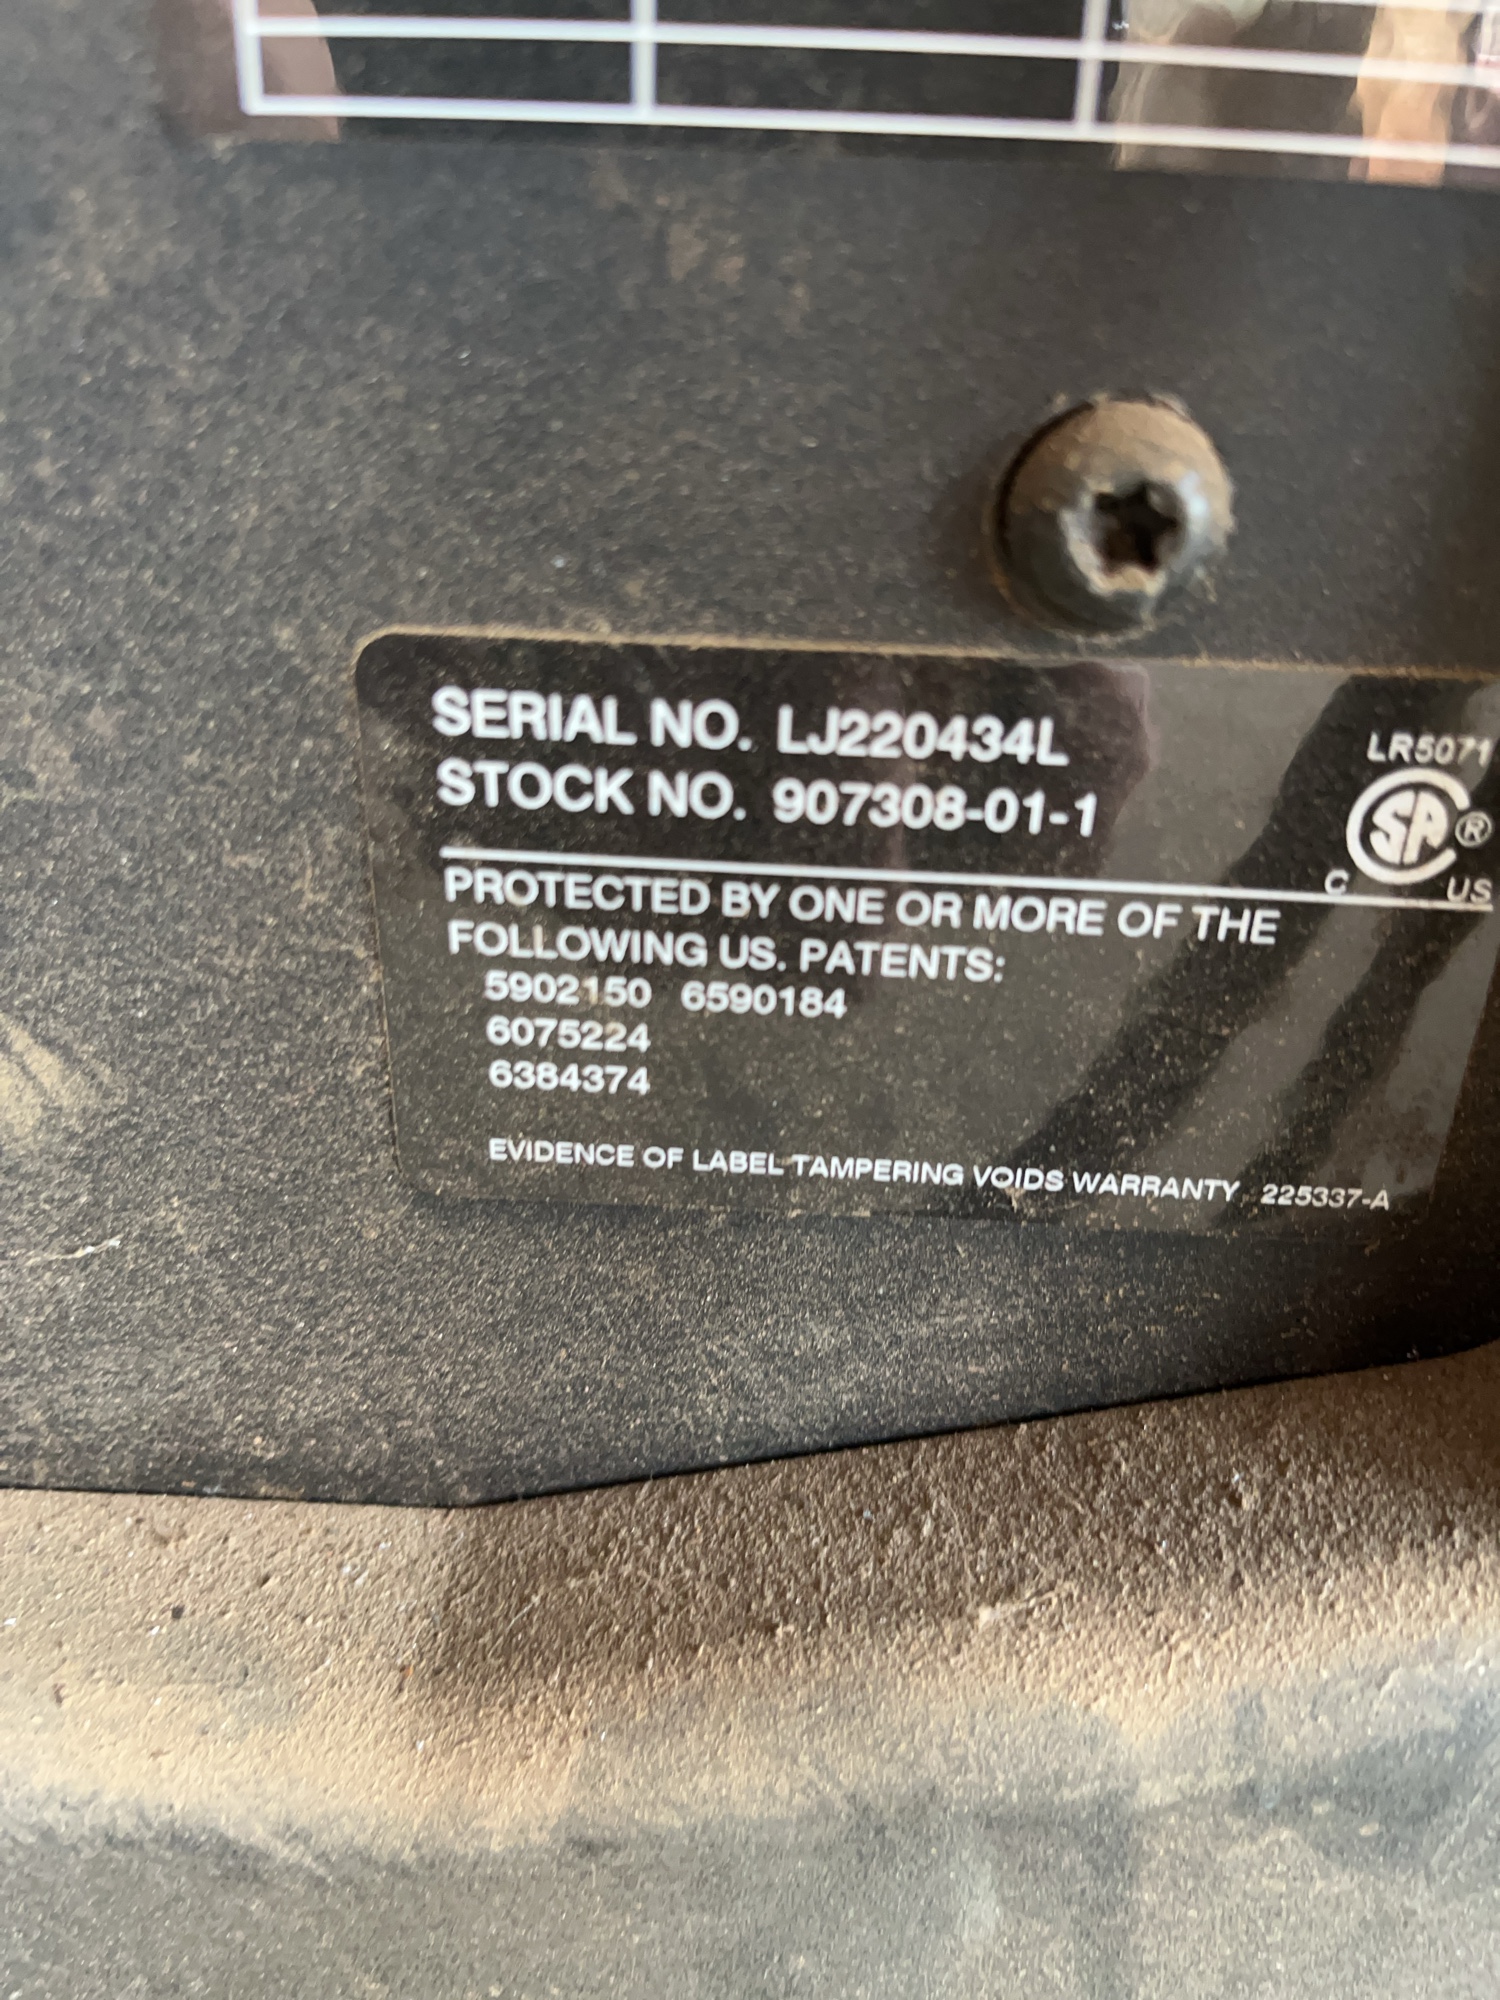 SERIAL NO. LJ220434L
STOCK NO. 907308-01-1
LR5071
SA ®
C US
PROTECTED BY ONE OR MORE OF THE
FOLLOWING US. PATENTS:
5902150 6590184
6075224
6384374
EVIDENCE OF LABEL TAMPERING VOIDS WARRANTY 225337-A